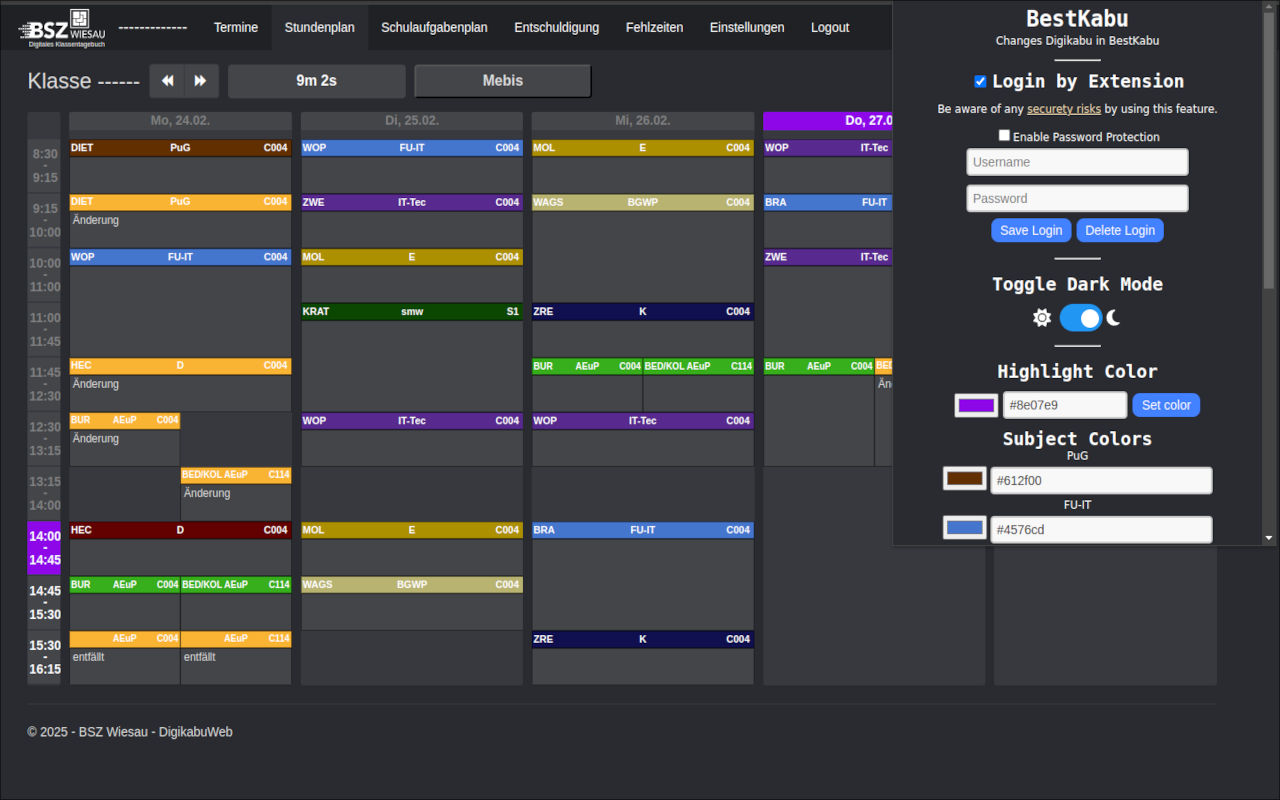 BSZ WIESAU
Digitales Klassentagebuch
-------------
Termine
Stundenplan
Schulaufgabenplan
Entschuldigung
Fehlzeiten
Einstellungen
Logout
Klasse ------
9m 2s
Mebis
Mo, 24.02.
Di, 25.02.
Mi, 26.02.
Do, 27.0
8:30
-
9:15
DIET PuG C004
WOP FU-IT C004
MOL E C004
WOP IT-Tec
9:15
-
10:00
DIET PuG C004
Änderung
ZWE IT-Tec C004
WAGS BGWP C004
BRA FU-IT
10:00
-
11:00
WOP FU-IT C004
MOL E C004
ZWE IT-Tec
11:00
-
11:45
KRAT smw S1
ZRE K C004
11:45
-
12:30
HEC D C004
Änderung
BUR AEuP C004
BED/KOL AEuP C114
BUR AEuP C004
BED
Än
12:30
-
13:15
BUR AEuP C004
Änderung
WOP IT-Tec C004
WOP IT-Tec C004
13:15
-
14:00
BED/KOL AEuP C114
Änderung
14:00
-
14:45
HEC D C004
MOL E C004
BRA FU-IT C004
14:45
-
15:30
BUR AEuP C004
BED/KOL AEuP C114
WAGS BGWP C004
15:30
-
16:15
AEuP C004
entfällt
AEuP C114
entfällt
ZRE K C004
© 2025 - BSZ Wiesau - DigikabuWeb
BestKabu
Changes Digikabu in BestKabu
Login by Extension
Be aware of any securety risks by using this feature.
Enable Password Protection
Username
Password
Save Login
Delete Login
Toggle Dark Mode
Highlight Color
#8e07e9
Set color
Subject Colors
PuG
#612f00
FU-IT
#4576cd